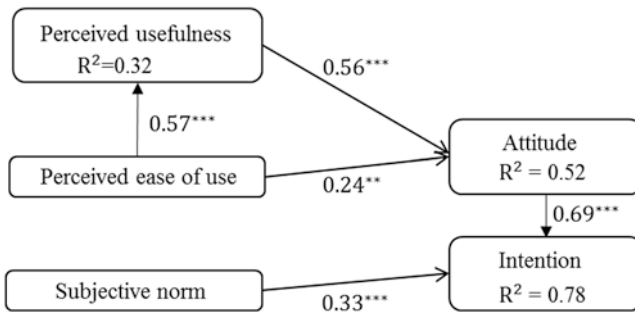 Perceived usefulness
R²=0.32
0.56***
0.57***
Attitude
R² = 0.52
Perceived ease of use
0.24**
0.69***
Intention
R² = 0.78
Subjective norm
0.33***